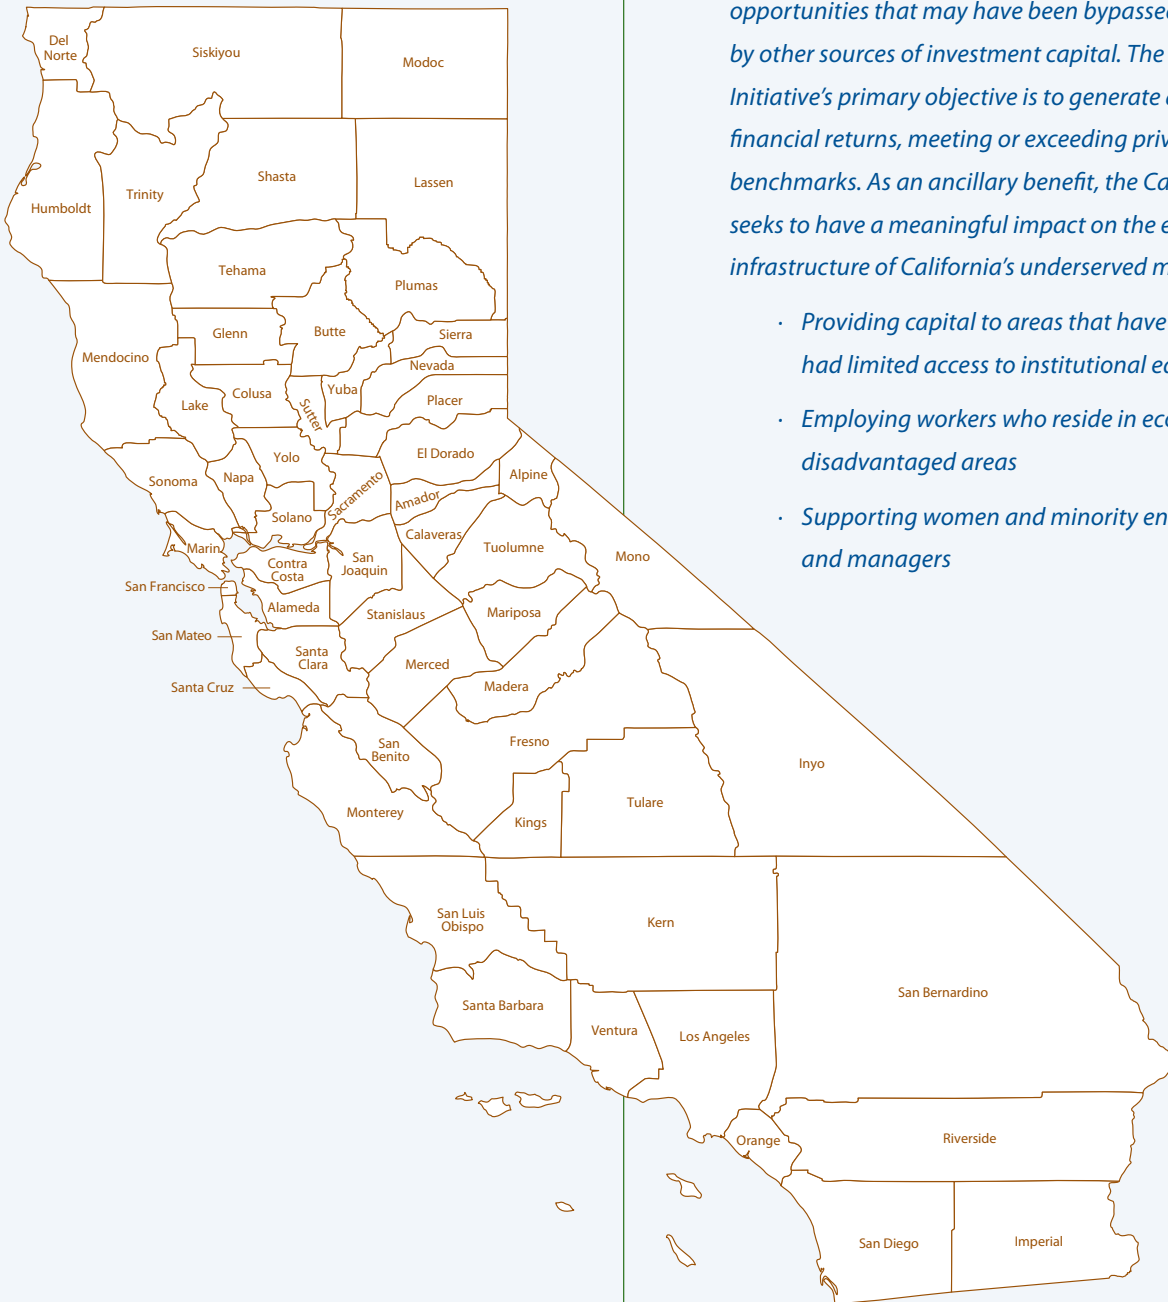 opportunities that may have been bypassed
by other sources of investment capital. The
Initiative’s primary objective is to generate
financial returns, meeting or exceeding
benchmarks. As an ancillary benefit, the
seeks to have a meaningful impact on the
infrastructure of California’s underserved
· Providing capital to areas that have
had limited access to institutional
· Employing workers who reside in
disadvantaged areas
· Supporting women and minority
and managers
Del
Norte
Siskiyou
Modoc
Humboldt
Trinity
Shasta
Lassen
Tehama
Plumas
Mendocino
Glenn
Butte
Sierra
Nevada
Lake
Colusa
Sutter
Yuba
Placer
Sonoma
Napa
Yolo
Sacramento
El Dorado
Alpine
Solano
Amador
Marin
Contra
Costa
San
Joaquin
Calaveras
Tuolumne
Mono
San Francisco
Alameda
Stanislaus
Mariposa
San Mateo
Santa
Clara
Merced
Santa Cruz
Madera
San
Benito
Fresno
Inyo
Monterey
Kings
Tulare
San Luis
Obispo
Kern
San Bernardino
Santa Barbara
Ventura
Los Angeles
Orange
Riverside
San Diego
Imperial